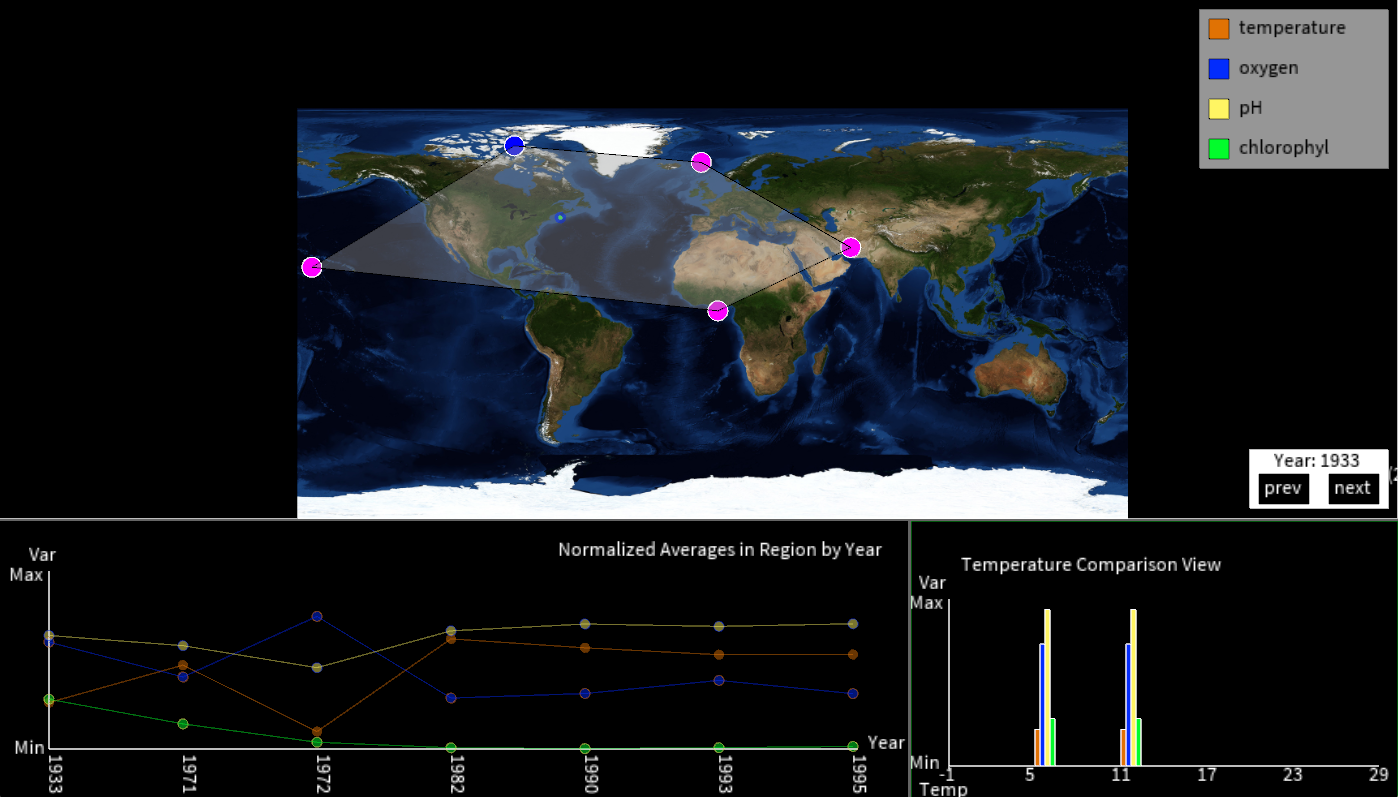 temperature
oxygen
pH
chlorophyl
Year: 1933
prev next
Normalized Averages in Region by Year
Var
Max
Min
Year
1933 1971 1972 1982 1990 1993 1995
Temperature Comparison View
Var
Max
Min
-1 5 11 17 23 29
Temp